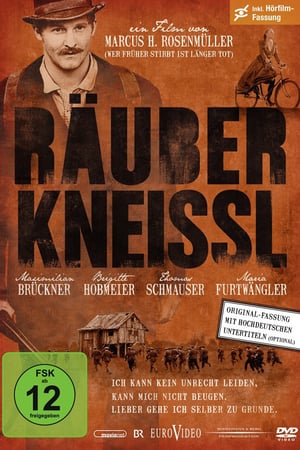 Inkl. Hörfilm-
Fassung
ein Film von
MARCUS H. ROSENMÜLLER
(WER FRÜHER STIRBT IST LÄNGER TOT)
RÄUBER
KNEISSL
Maximilian
BRÜCKNER
Brigitte
HOBMEIER
Thomas
SCHMAUSER
Maria
FURTWÄNGLER
ORIGINAL-FASSUNG
MIT HOCHDEUTSCHEN
UNTERTITELN (OPTIONAL)
FSK
ab
12
freigegeben
ICH KANN KEIN UNRECHT LEIDEN,
KANN MICH NICHT BEUGEN.
LIEBER GEHE ICH SELBER ZU GRUNDE.
movienet
BR
EUROVIDEO
DVD
VIDEO